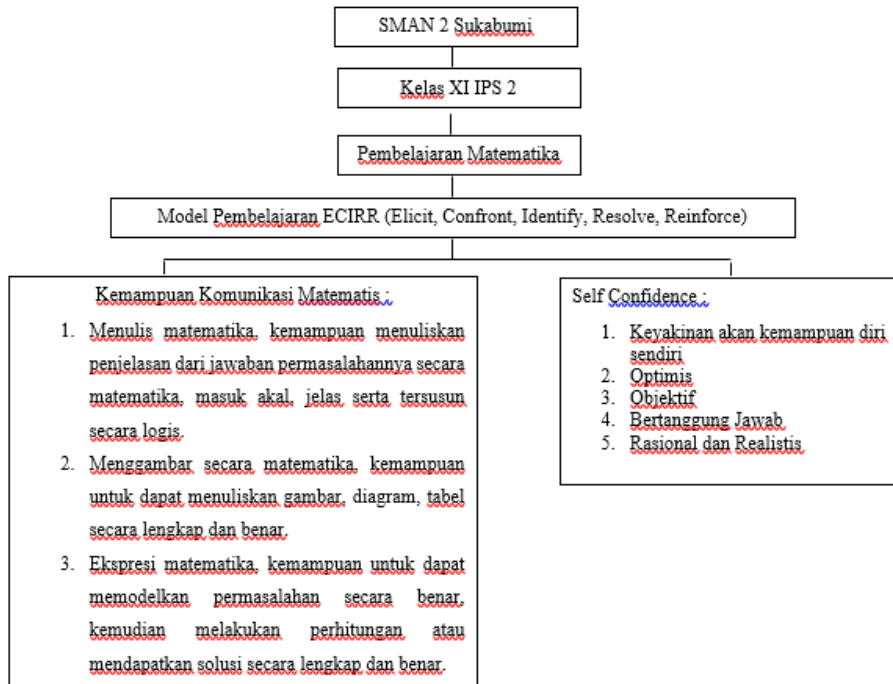 SMAN 2 Sukabumi
Kelas XI IPS 2
Pembelajaran Matematika
Model Pembelajaran ECIRR (Elicit, Confront, Identify, Resolve, Reinforce)
Kemampuan Komunikasi Matematis :
1. Menulis matematika, kemampuan menuliskan
penjelasan dari jawaban permasalahannya secara
matematika, masuk akal, jelas serta tersusun
secara logis.
2. Menggambar secara matematika, kemampuan
untuk dapat menuliskan gambar, diagram, tabel
secara lengkap dan benar.
3. Ekspresi matematika, kemampuan untuk dapat
memodelkan permasalahan secara benar,
kemudian melakukan perhitungan atau
mendapatkan solusi secara lengkap dan benar.
Self Confidence :
1. Keyakinan akan kemampuan diri
sendiri
2. Optimis
3. Objektif
4. Bertanggung Jawab
5. Rasional dan Realistis